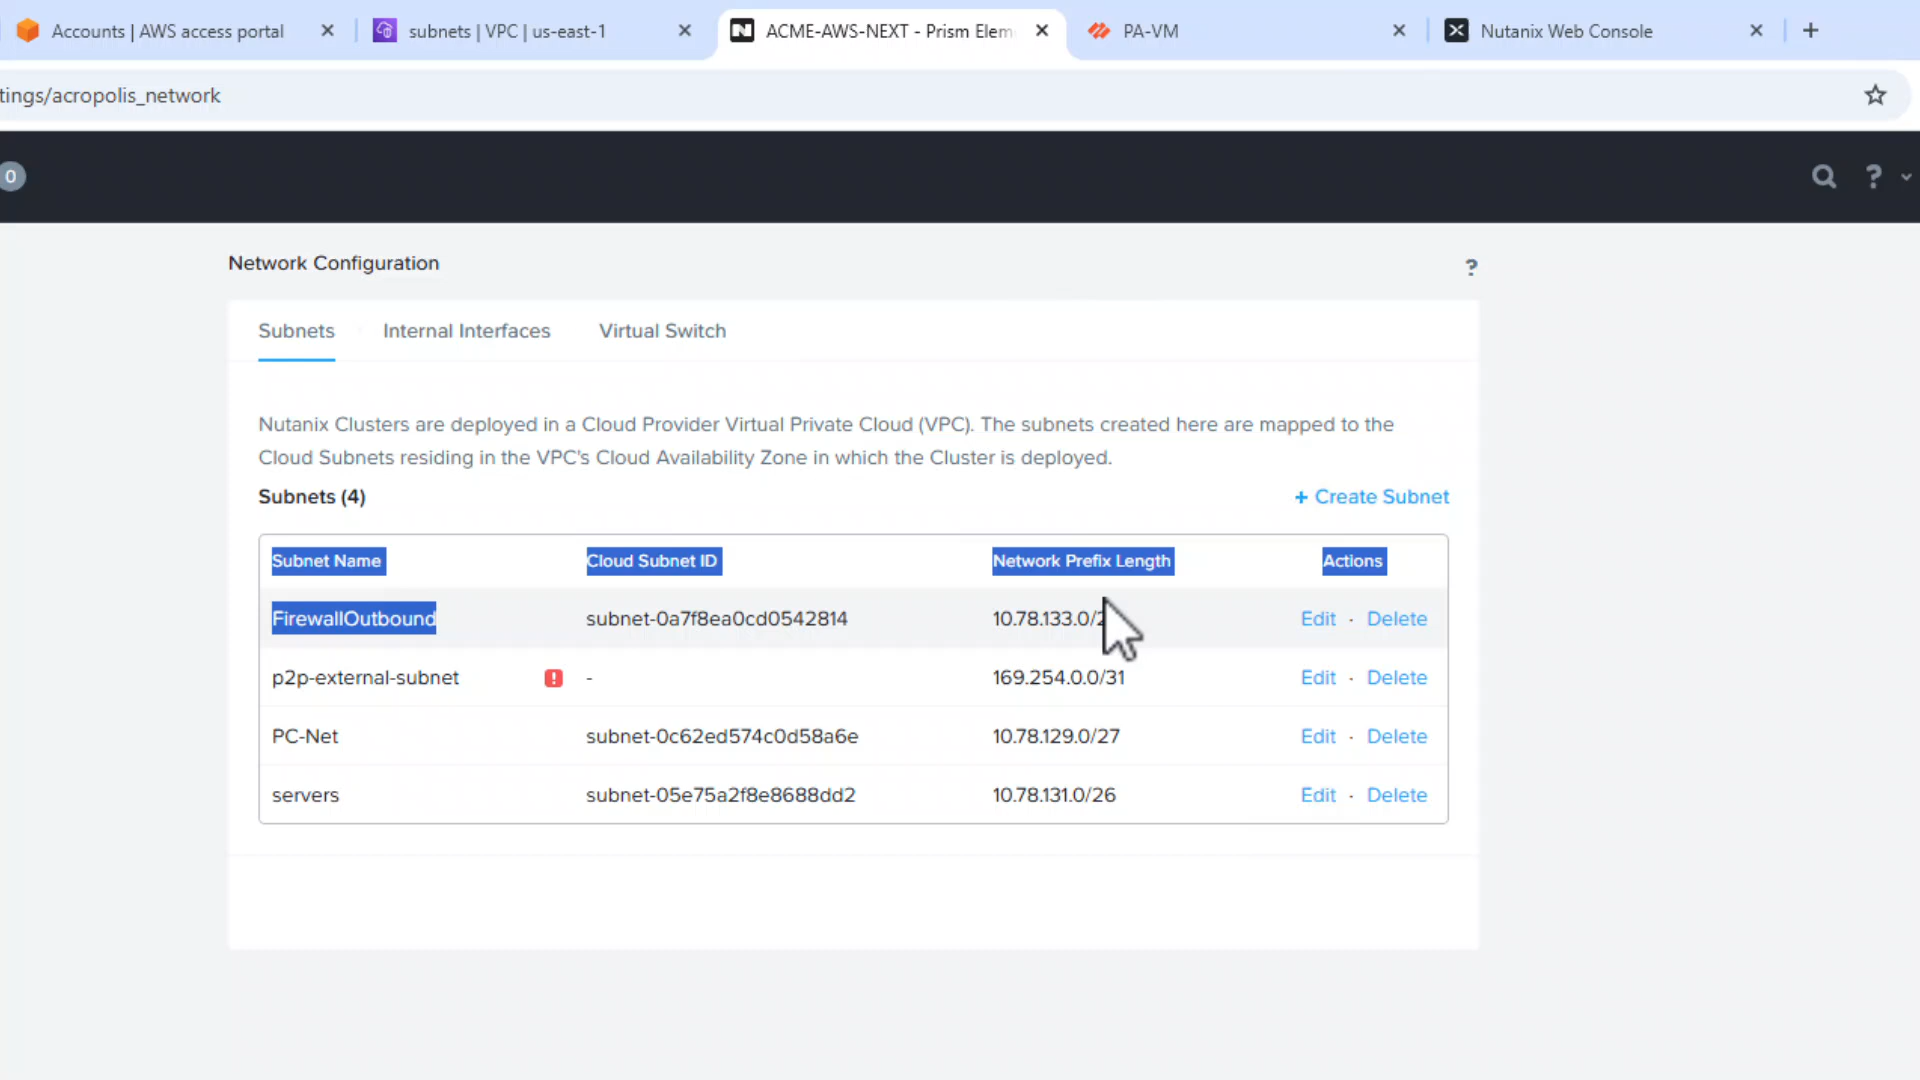 Accounts | AWS access portal
subnets | VPC | us-east-1
ACME-AWS-NEXT - Prism Elem
PA-VM
Nutanix Web Console
tings/acropolis_network
0
?
Network Configuration
?
Subnets
Internal Interfaces
Virtual Switch
Nutanix Clusters are deployed in a Cloud Provider Virtual Private Cloud (VPC). The subnets created here are mapped to the
Cloud Subnets residing in the VPC's Cloud Availability Zone in which the Cluster is deployed.
Subnets (4)
+ Create Subnet
Subnet Name Cloud Subnet ID Network Prefix Length Actions
FirewallOutbound subnet-0a7f8ea0cd0542814 10.78.133.0/2 Edit · Delete
p2p-external-subnet ! - 169.254.0.0/31 Edit · Delete
PC-Net subnet-0c62ed574c0d58a6e 10.78.129.0/27 Edit · Delete
servers subnet-05e75a2f8e8688dd2 10.78.131.0/26 Edit · Delete